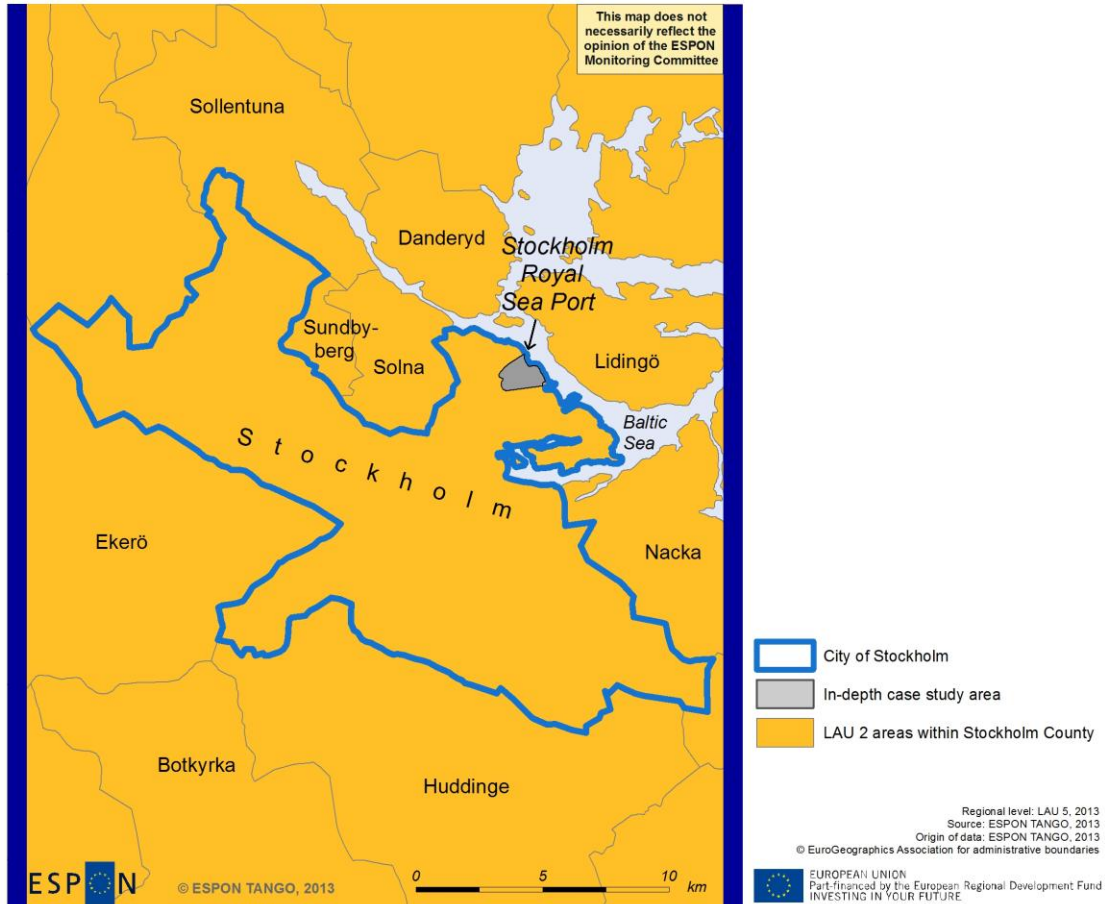 This map does not
necessarily reflect the
opinion of the ESPON
Monitoring Committee
Sollentuna
Danderyd
Stockholm
Royal
Sea Port
Sundby-
berg
Solna
Lidingö
Baltic
Sea
Stockholm
Ekerö
Nacka
Botkyrka
Huddinge
City of Stockholm
In-depth case study area
LAU 2 areas within Stockholm County
Regional level: LAU 5, 2013
Source: ESPON TANGO, 2013
Origin of data: ESPON TANGO, 2013
© EuroGeographics Association for administrative boundaries
ESPON
© ESPON TANGO, 2013
0 5 10
km
EUROPEAN UNION
Part-financed by the European Regional Development Fund
INVESTING IN YOUR FUTURE